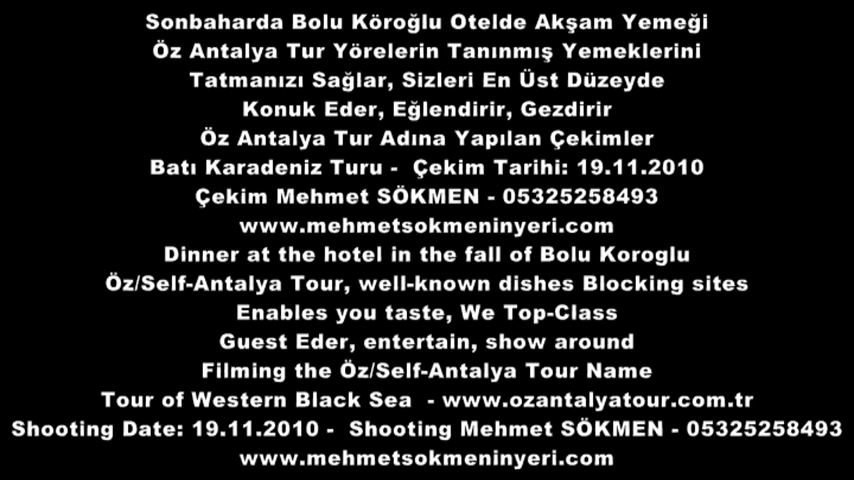 Sonbaharda Bolu Köroğlu Otelde Akşam Yemeği
Öz Antalya Tur Yörelerin Tanınmış Yemeklerini
Tatmanızı Sağlar, Sizleri En Üst Düzeyde
Konuk Eder, Eğlendirir, Gezdirir
Öz Antalya Tur Adına Yapılan Çekimler
Batı Karadeniz Turu -  Çekim Tarihi: 19.11.2010
Çekim Mehmet SÖKMEN - 05325258493
www.mehmetsokmeninyeri.com
Dinner at the hotel in the fall of Bolu Koroglu
Öz/Self-Antalya Tour, well-known dishes Blocking sites
Enables you taste, We Top-Class
Guest Eder, entertain, show around
Filming the Öz/Self-Antalya Tour Name
Tour of Western Black Sea  - www.ozantalyatour.com.tr
Shooting Date: 19.11.2010 -  Shooting Mehmet SÖKMEN - 05325258493
www.mehmetsokmeninyeri.com